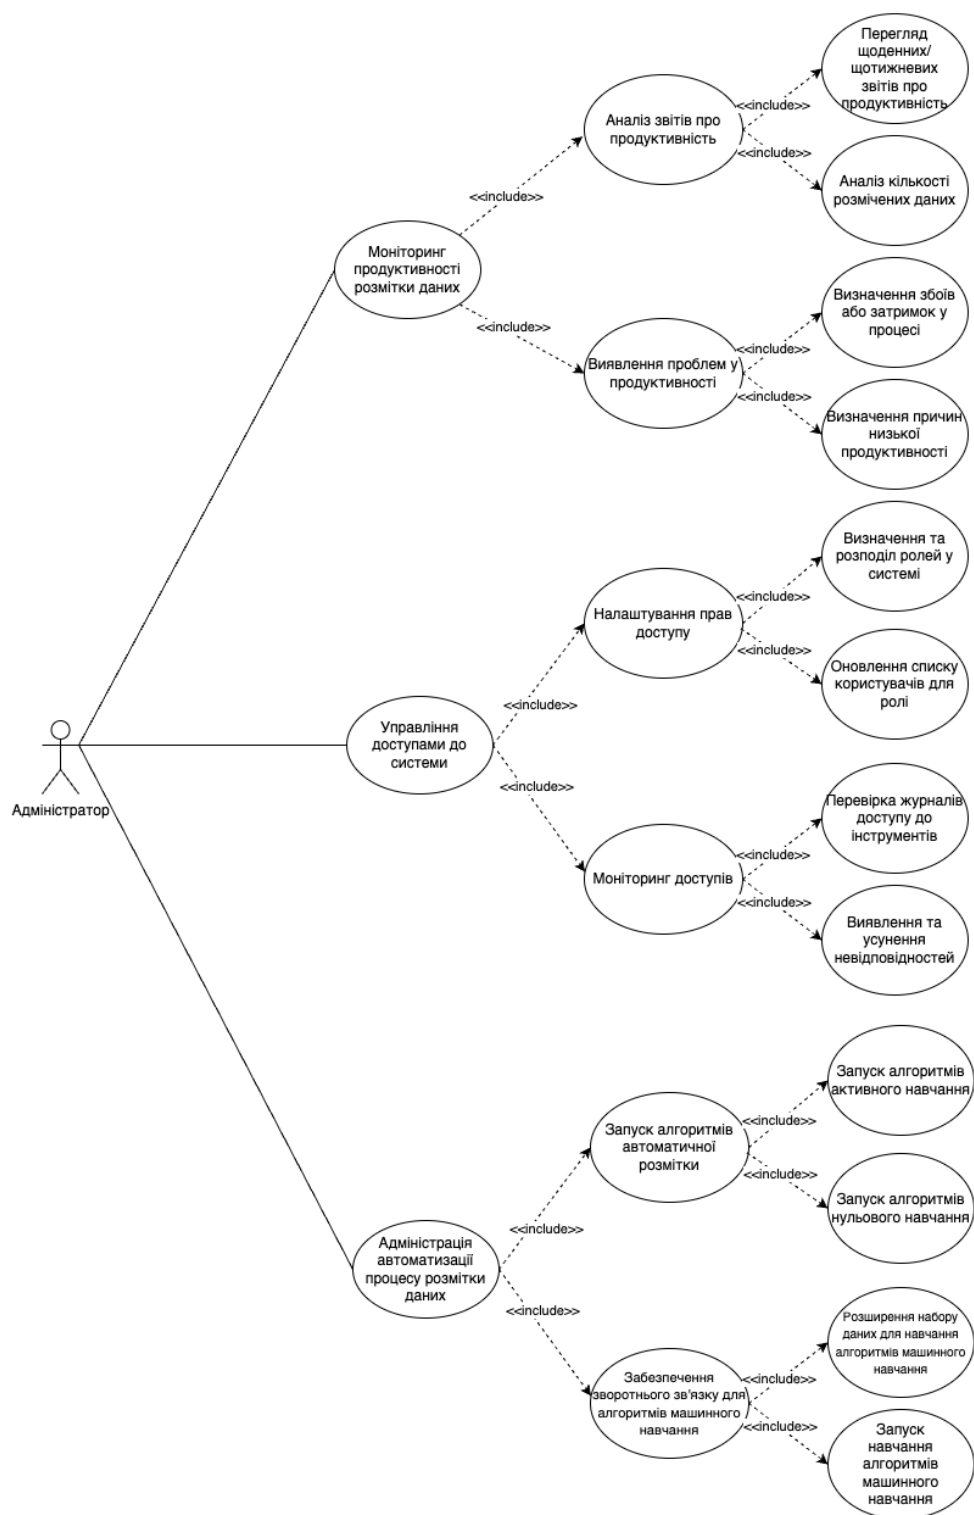 Перегляд
щоденних/
щотижневих
звітів про
продуктивність
<<include>>
Аналіз звітів про
продуктивність
<<include>>
Аналіз кількості
розмічених даних
<<include>>
Моніторинг
продуктивності
розмітки даних
<<include>>
Визначення збоїв
або затримок у
процесі
<<include>>
Виявлення проблем у
продуктивності
<<include>>
Визначення причин
низької
продуктивності
Визначення та
розподіл ролей у
системі
<<include>>
Налаштування прав
доступу
<<include>>
Оновлення списку
користувачів для
ролі
<<include>>
Управління
доступами до
системи
Адміністратор
<<include>>
Перевірка журналів
доступу до
інструментів
<<include>>
Моніторинг доступів
<<include>>
Виявлення та
усунення
невідповідностей
Запуск алгоритмів
активного навчання
<<include>>
Запуск алгоритмів
автоматичної
розмітки
<<include>>
Запуск алгоритмів
нульового навчання
<<include>>
Адміністрація
автоматизації
процесу розмітки
даних
<<include>>
Розширення набору
даних для навчання
алгоритмів машинного
навчання
<<include>>
Забезпечення
зворотнього зв'язку для
алгоритмів машинного
навчання
<<include>>
Запуск
навчання
алгоритмів
машинного
навчання